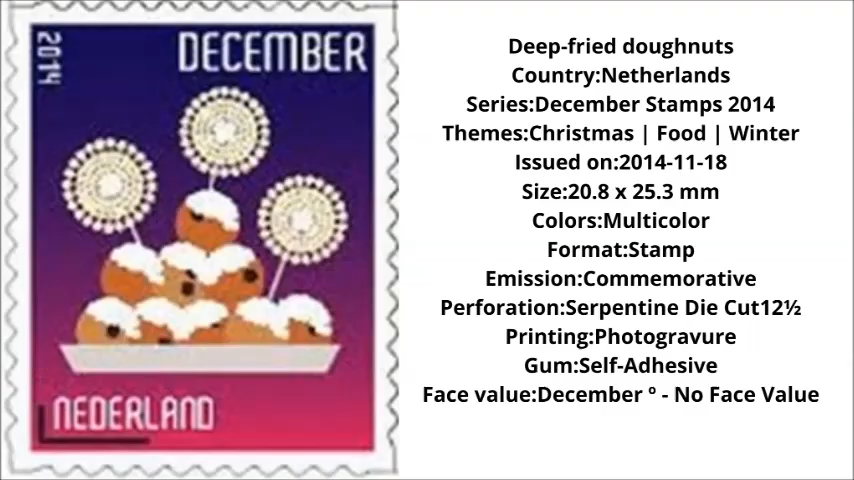 2014
DECEMBER
NEDERLAND
Deep-fried doughnuts
Country:Netherlands
Series:December Stamps 2014
Themes:Christmas | Food | Winter
Issued on:2014-11-18
Size:20.8 x 25.3 mm
Colors:Multicolor
Format:Stamp
Emission:Commemorative
Perforation:Serpentine Die Cut12½
Printing:Photogravure
Gum:Self-Adhesive
Face value:December º - No Face Value